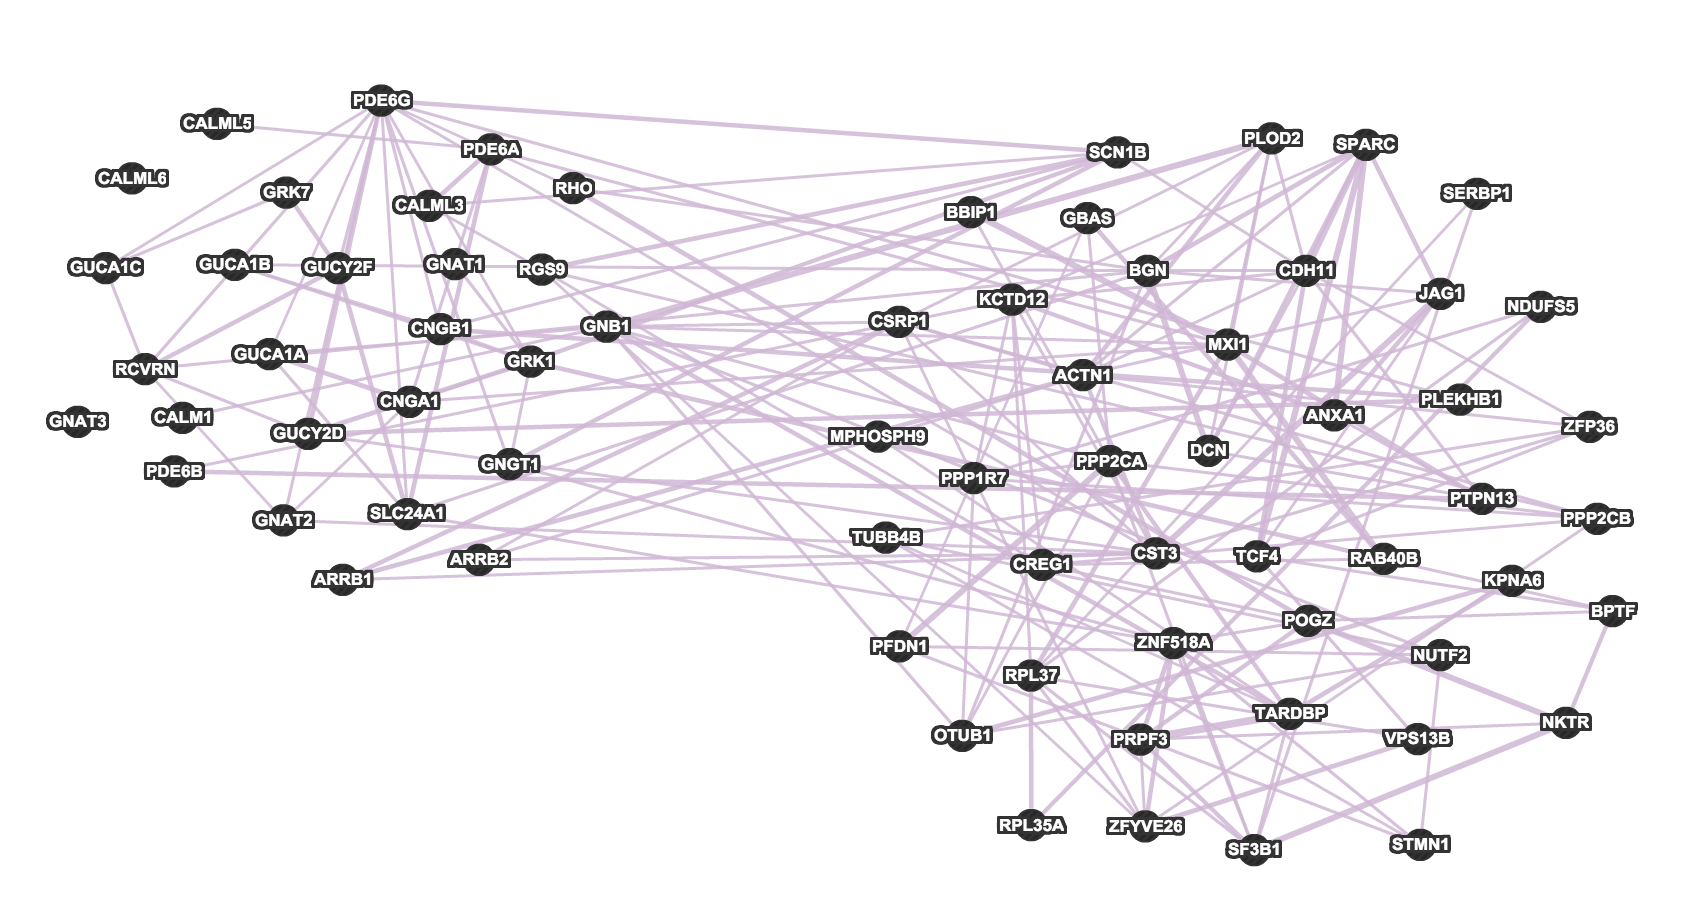 PDE6G
CALML5
SPARC
PLOD2
PDE6A
SCN1B
CALML6
RHO
GRK7
SERBP1
CALML3
BBIP1
GBAS
GUCA1C
GUCA1B
GUCY2F
GNAT1
RGS9
BGN
CDH11
JAG1
KCTD12
NDUFS5
CSRP1
GNB1
CNGB1
MXI1
GUCA1A
GRK1
RCVRN
ACTN1
PLEKHB1
CNGA1
ANXA1
CALM1
GNAT3
ZFP36
GUCY2D
MPHOSPH9
DCN
PPP2CA
GNGT1
PDE6B
PPP1R7
PTPN13
SLC24A1
PPP2CB
GNAT2
TUBB4B
CST3
TCF4
RAB40B
ARRB2
CREG1
ARRB1
KPNA6
BPTF
POGZ
ZNF518A
PFDN1
NUTF2
RPL37
TARDBP
NKTR
OTUB1
PRPF3
VPS13B
RPL35A
ZFYVE26
STMN1
SF3B1